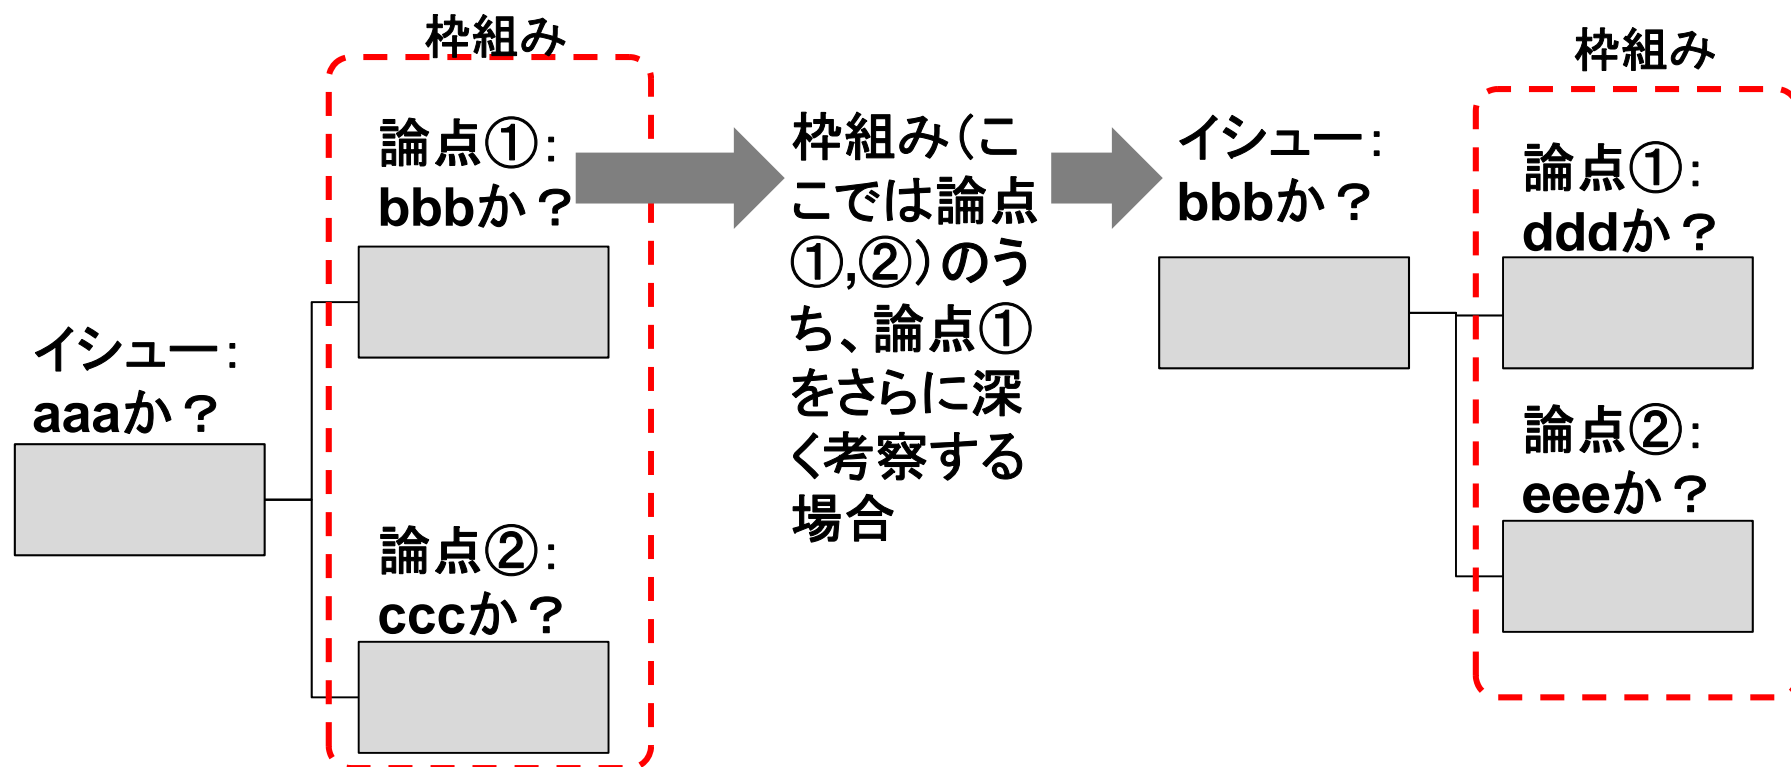 枠組み
論点①：
bbbか？
イシュー：
aaaか？
論点②：
cccか？
枠組み（こ
こでは論点
①,②）のう
ち、論点①
をさらに深
く考察する
場合
イシュー：
bbbか？
枠組み
論点①：
dddか？
論点②：
eeeか？